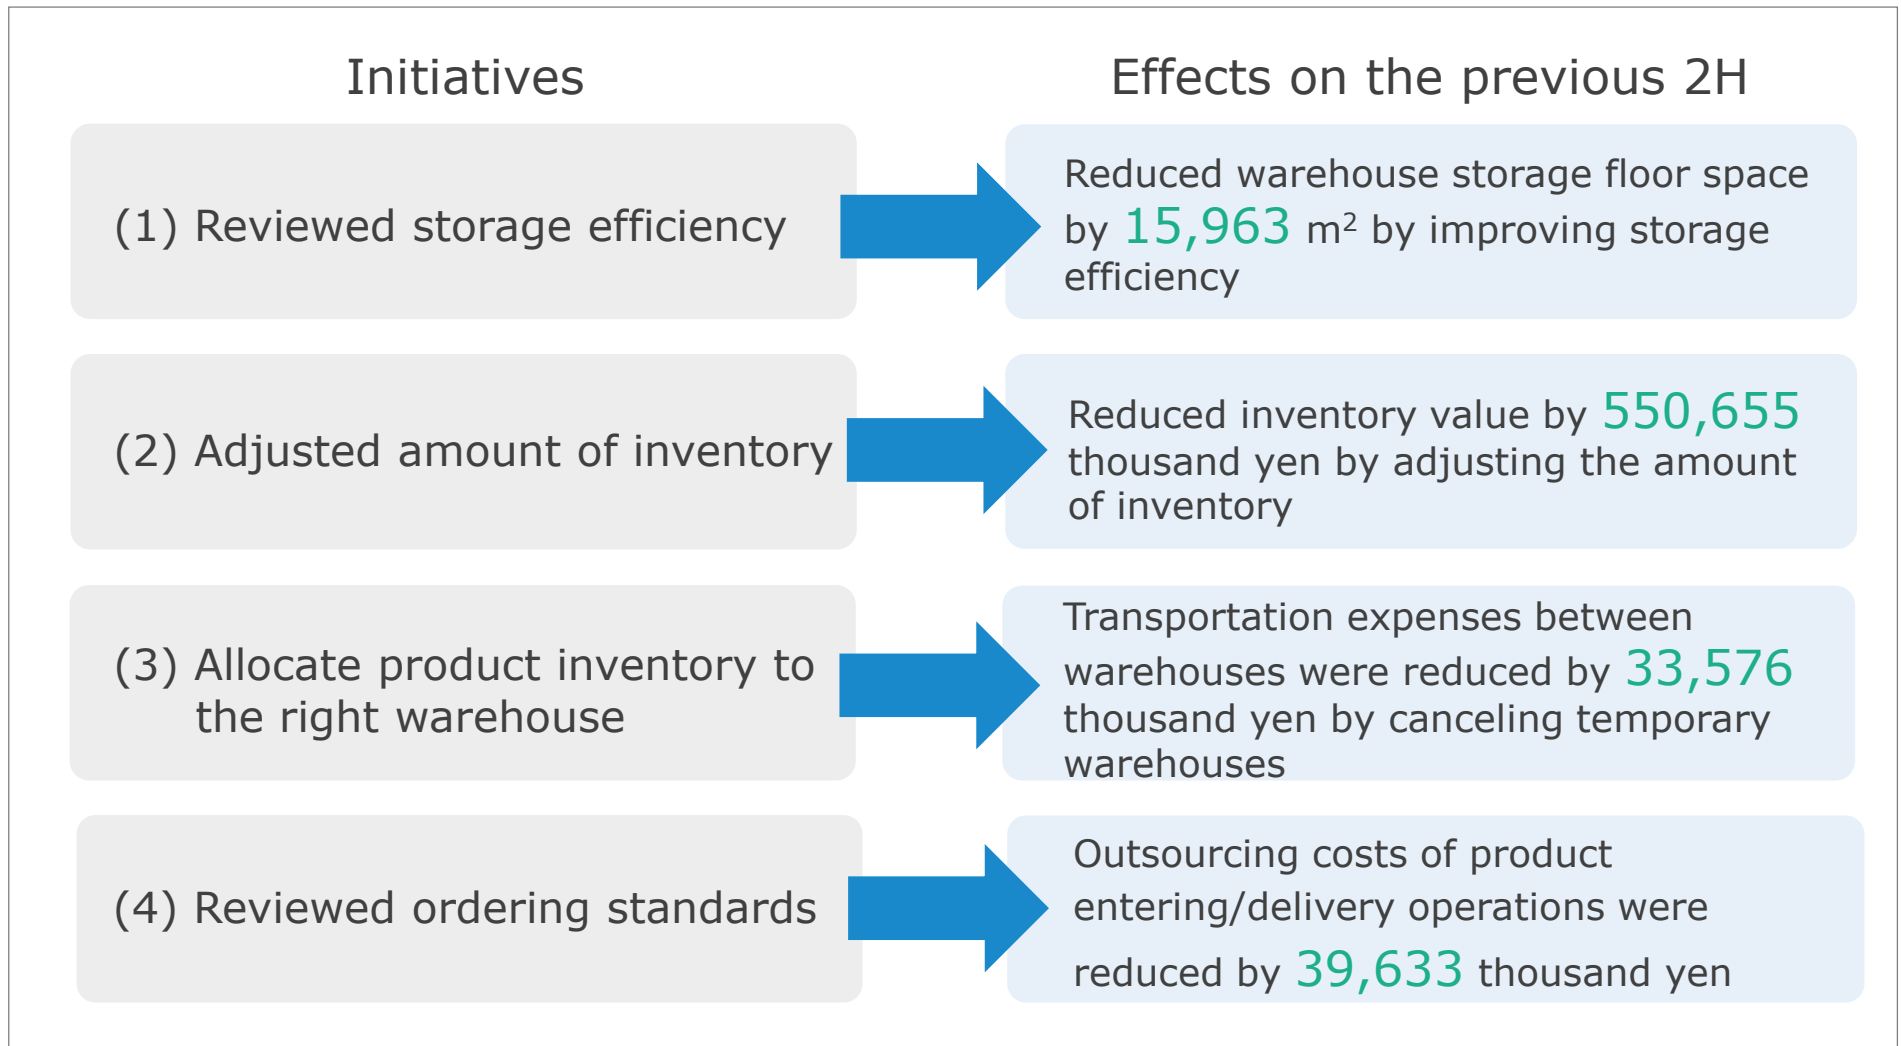 Initiatives
Effects on the previous 2H
(1) Reviewed storage efficiency
Reduced warehouse storage floor space
by 15,963 m² by improving storage
efficiency
(2) Adjusted amount of inventory
Reduced inventory value by 550,655
thousand yen by adjusting the amount
of inventory
(3) Allocate product inventory to
the right warehouse
Transportation expenses between
warehouses were reduced by 33,576
thousand yen by canceling temporary
warehouses
(4) Reviewed ordering standards
Outsourcing costs of product
entering/delivery operations were
reduced by 39,633 thousand yen